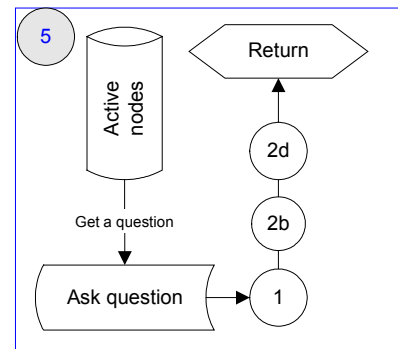 5
Active
nodes
Return
2d
Get a question
2b
Ask question
1